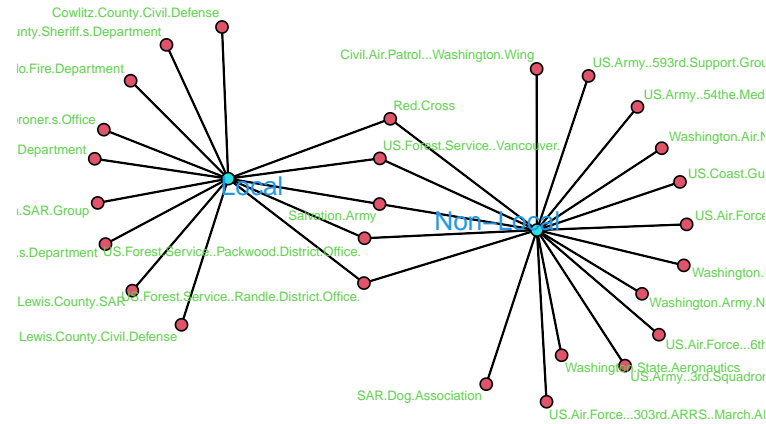 Cowlitz.County.Civil.Defense
unty.Sheriff.s.Department
Civil.Air.Patrol...Washington.Wing
US.Army..593rd.Support.Grou
lo.Fire.Department
US.Army..54the.Med
Red.Cross
roner.s.Office
Washington.Air.N
US.Forest.Service..Vancouver.
Department
US.Coast.Gu
Local
.SAR.Group
Salvation.Army
US.Air.Force
Non-Local
s.Department
US.Forest.Service..Packwood.District.Office.
Washington.
Lewis.County.SAR
US.Forest.Service..Randle.District.Office.
Washington.Army.N
Lewis.County.Civil.Defense
US.Air.Force...6th
Washington.State.Aeronautics
US.Army..3rd.Squadron
SAR.Dog.Association
US.Air.Force...303rd.ARRS..March.AI